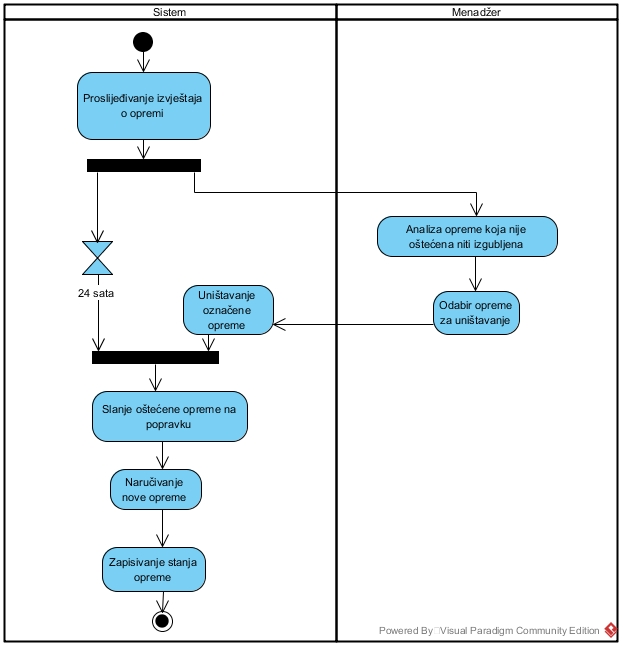 Sistem
Menadžer
Proslijeđivanje izvještaja
o opremi
Analiza opreme koja nije
oštećena niti izgubljena
24 sata
Uništavanje
označene
opreme
Odabir opreme
za uništavanje
Slanje oštećene opreme na
popravku
Naručivanje
nove opreme
Zapisivanje stanja
opreme
Powered By Visual Paradigm Community Edition